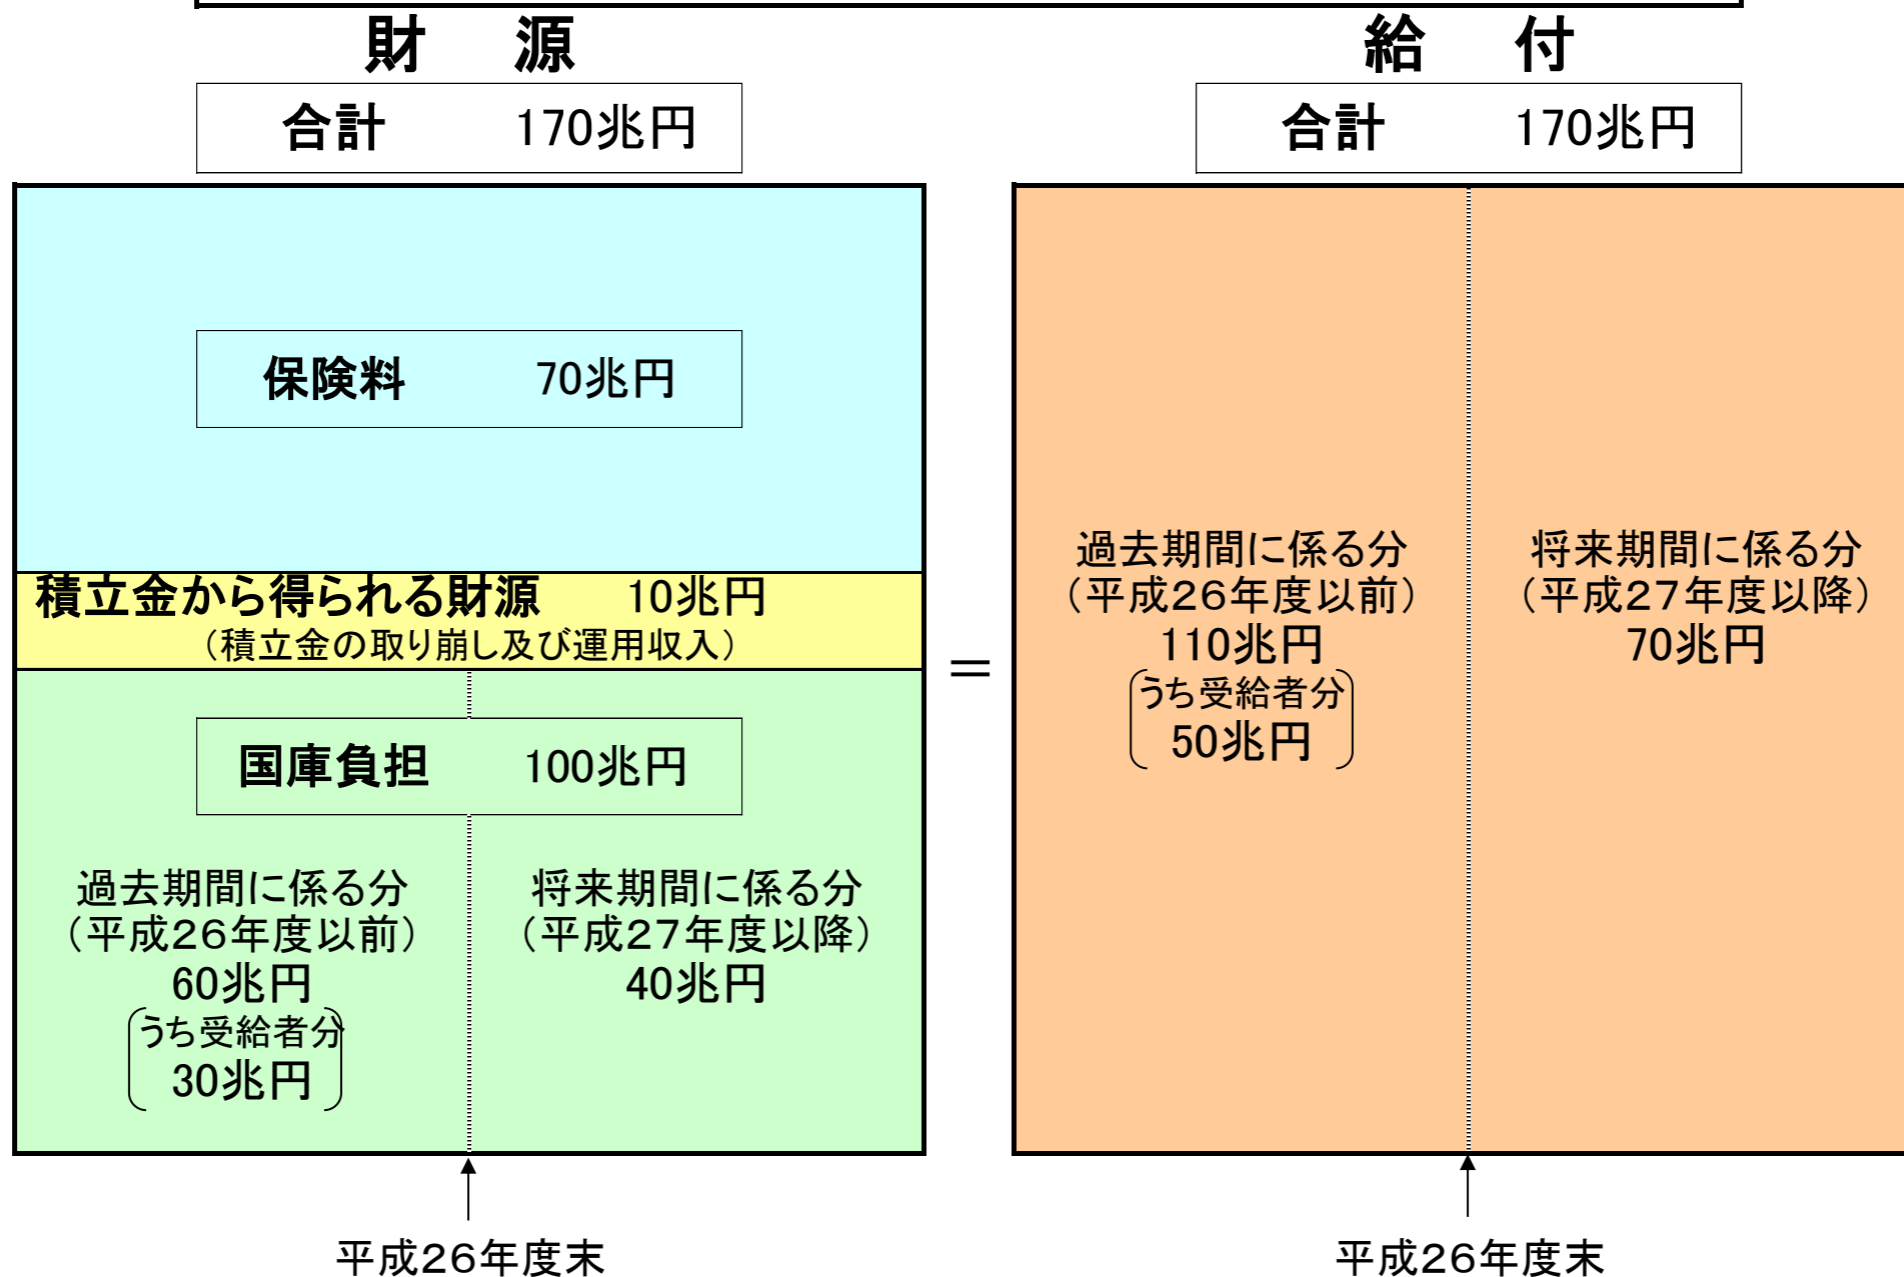 財　源
合計　170兆円
保険料　70兆円
積立金から得られる財源　10兆円
（積立金の取り崩し及び運用収入）
国庫負担　100兆円
過去期間に係る分
（平成26年度以前）
60兆円
うち受給者分
30兆円
将来期間に係る分
（平成27年度以降）
40兆円
平成26年度末
＝
給　付
合計　170兆円
過去期間に係る分
（平成26年度以前）
110兆円
うち受給者分
50兆円
将来期間に係る分
（平成27年度以降）
70兆円
平成26年度末